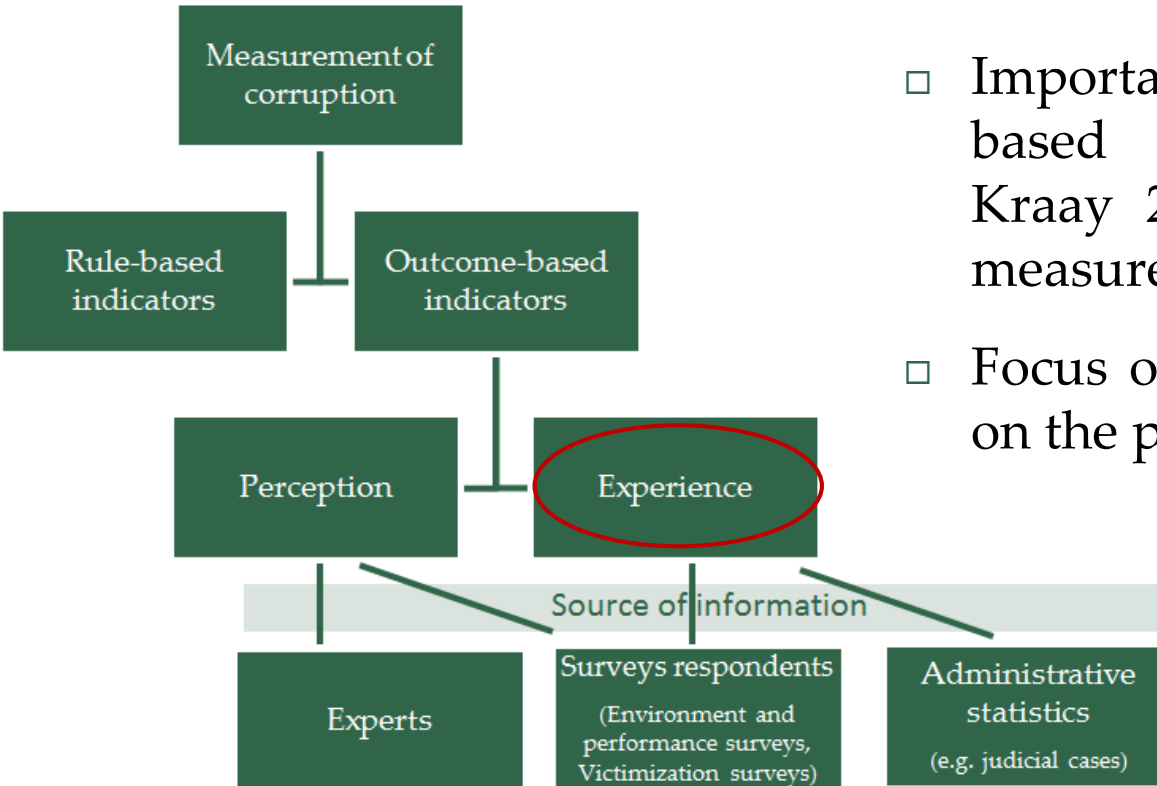 Measurement of
corruption
Rule-based
indicators
Outcome-based
indicators
Perception
Experience
Source of information
Experts
Surveys respondents
(Environment and
performance surveys,
Victimization surveys)
Administrative
statistics
(e.g. judicial cases)
based
Kraay
Focus
on the